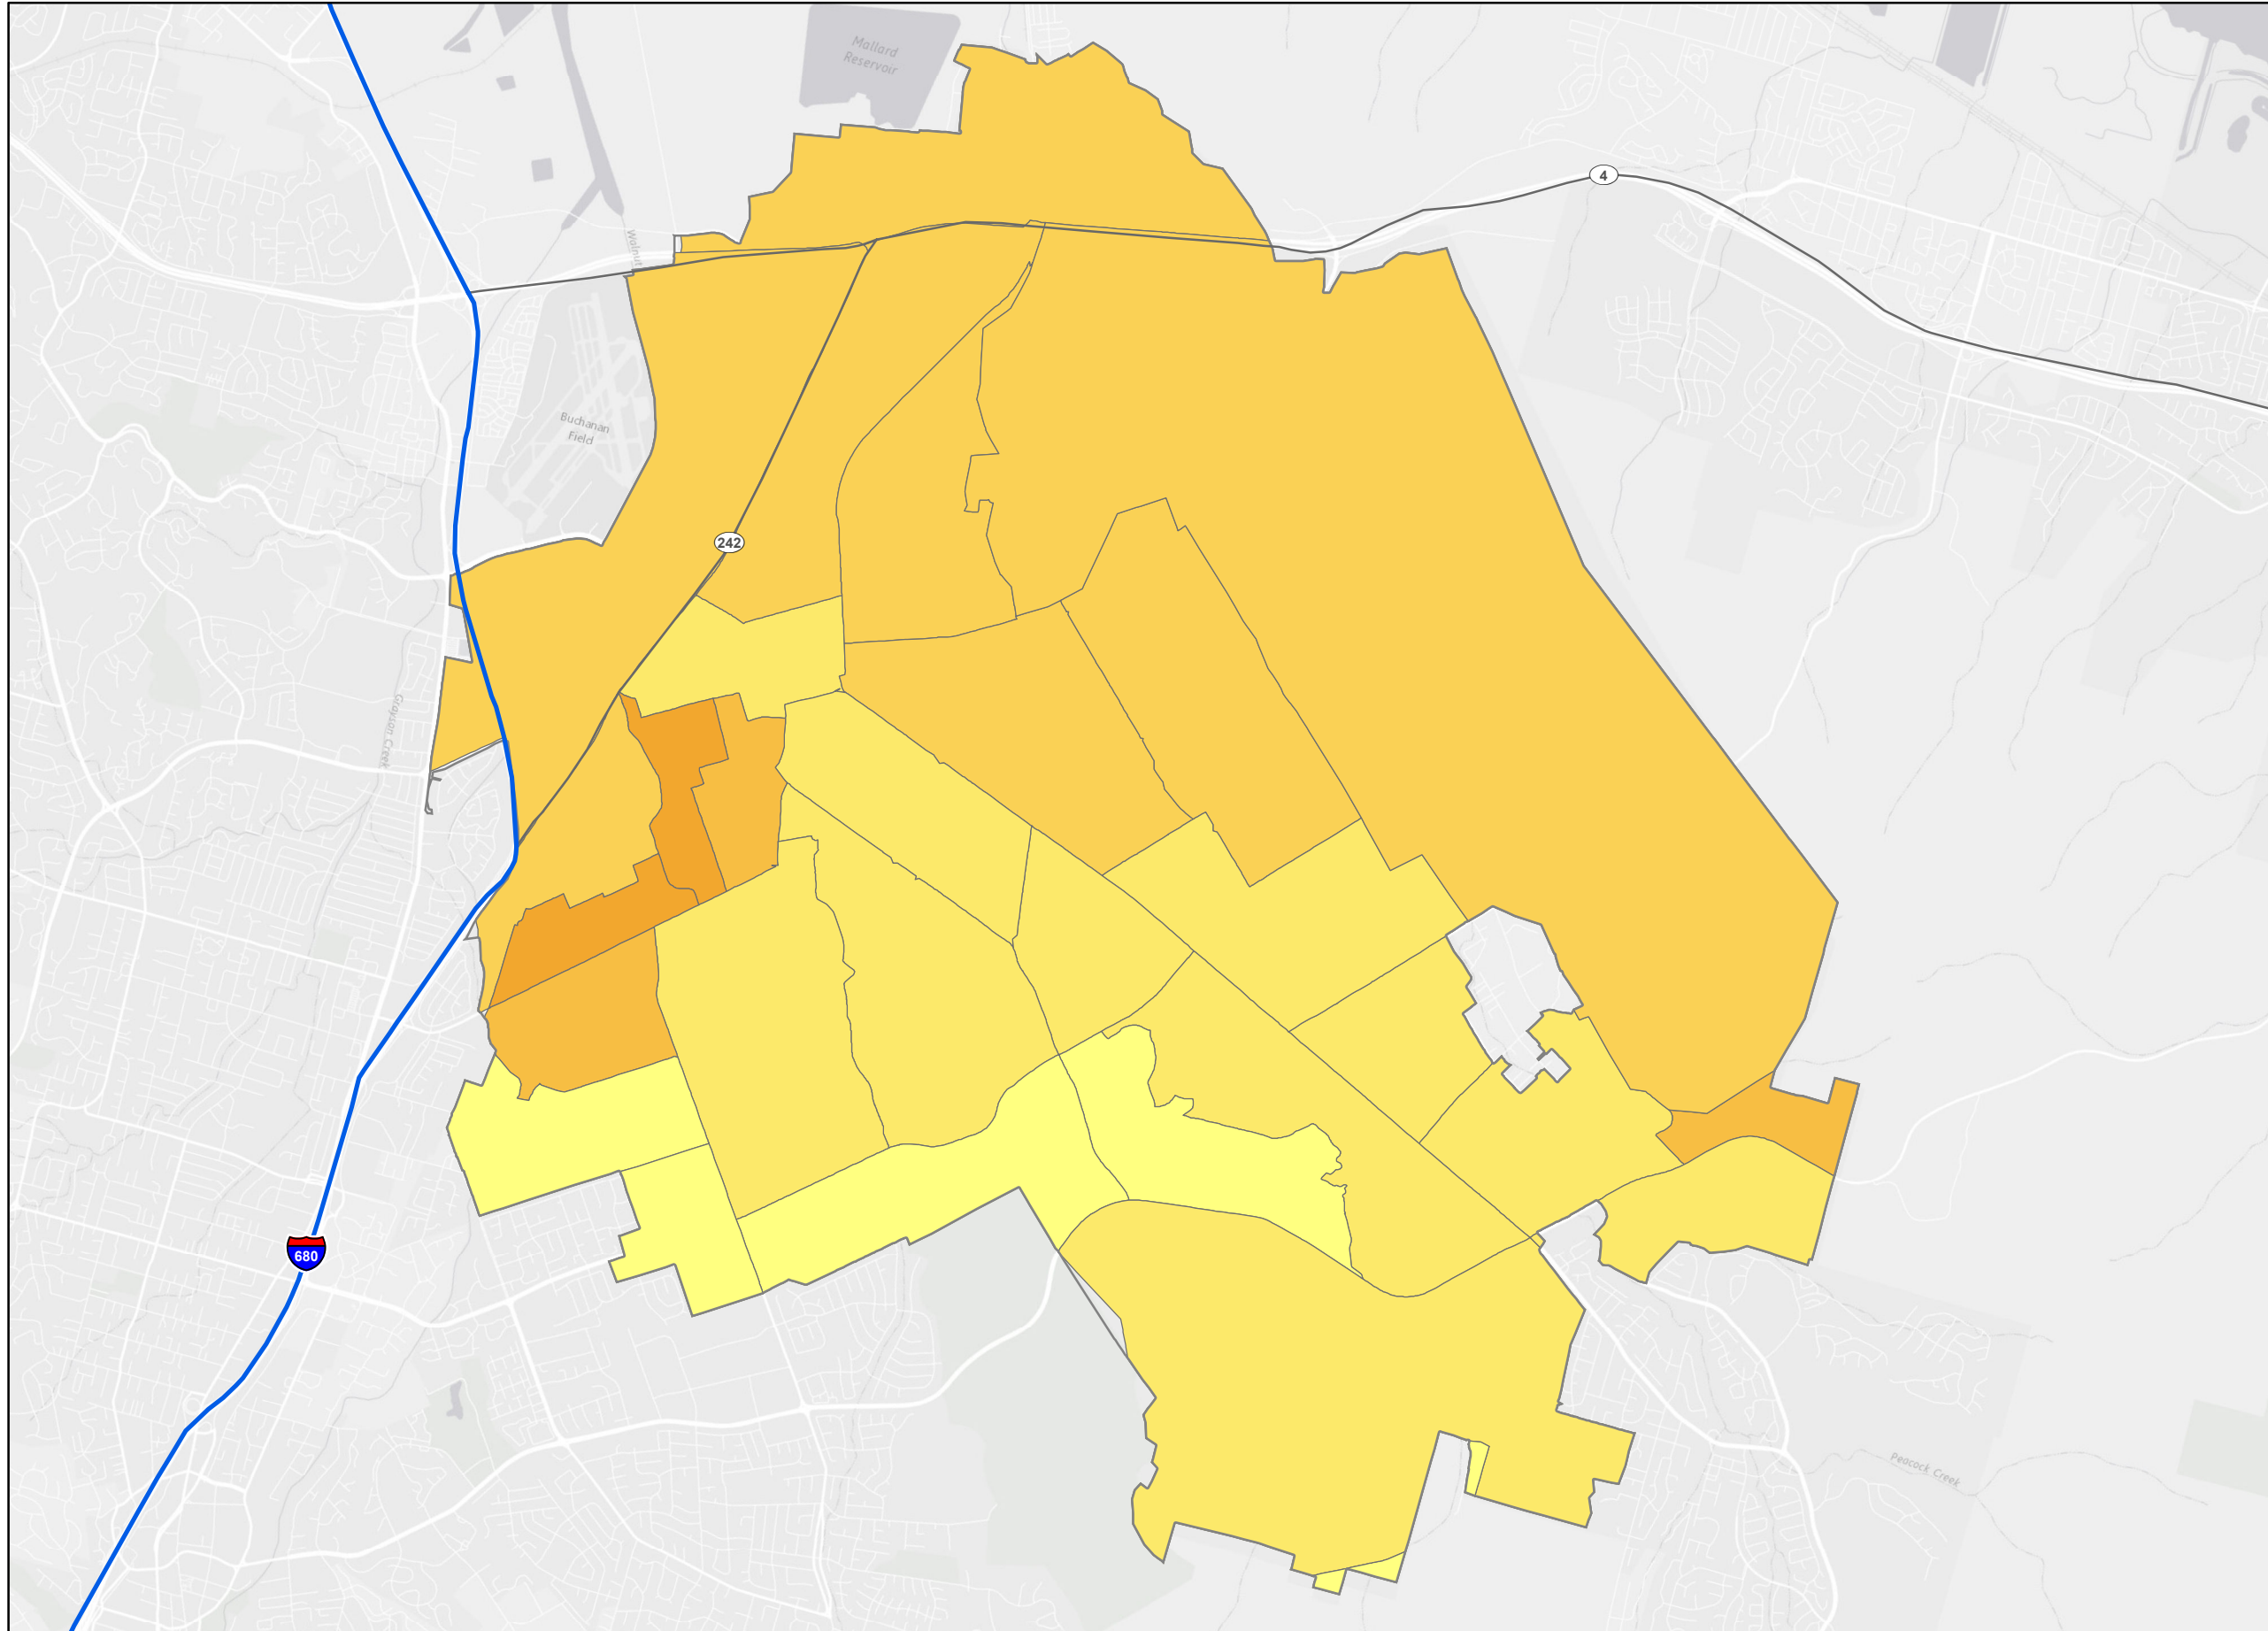 Mallard
Reservoir
4
Walnut
Buchanan
Field
242
Grayson Creek
680
Peacock Creek